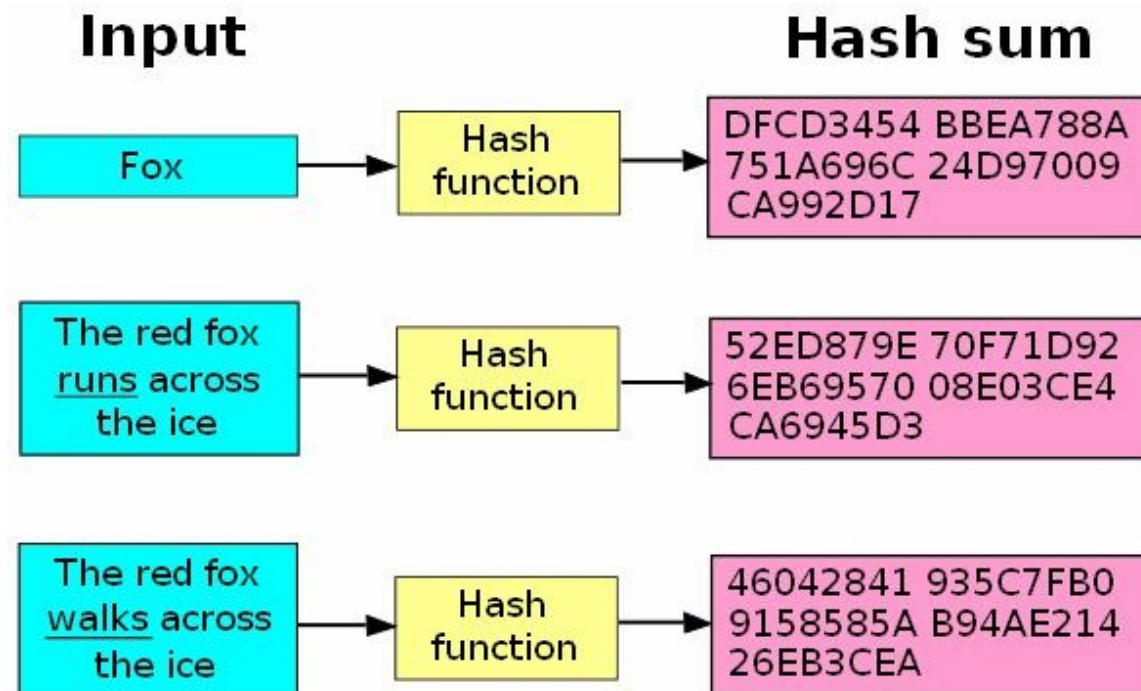 Input
Hash sum
Fox
Hash
function
DFCD3454 BBEA788A
751A696C 24D97009
CA992D17
The red fox
runs across
the ice
Hash
function
52ED879E 70F71D92
6EB69570 08E03CE4
CA6945D3
The red fox
walks across
the ice
Hash
function
46042841 935C7FB0
9158585A B94AE214
26EB3CEA